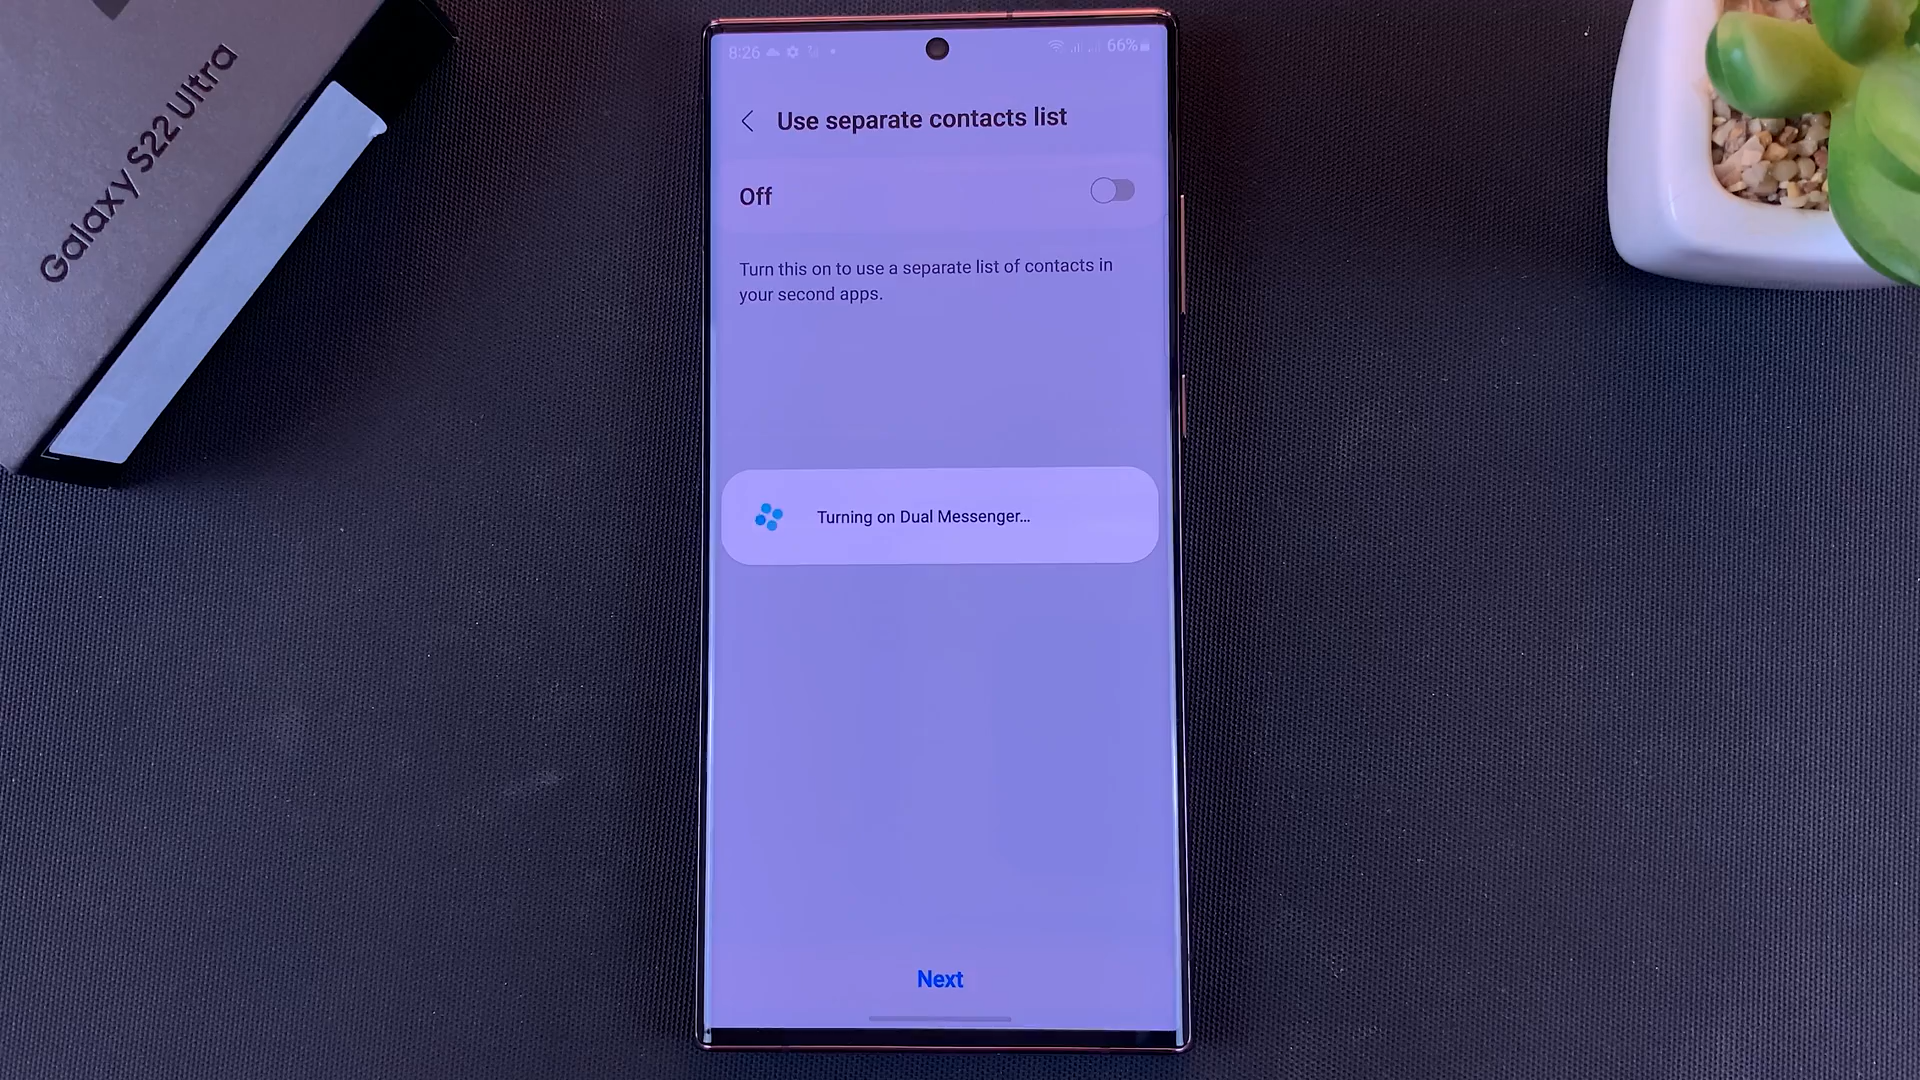 Galaxy S22 Ultra
8:26
66%
Use separate contacts list
Off
Turn this on to use a separate list of contacts in
your second apps.
Turning on Dual Messenger...
Next